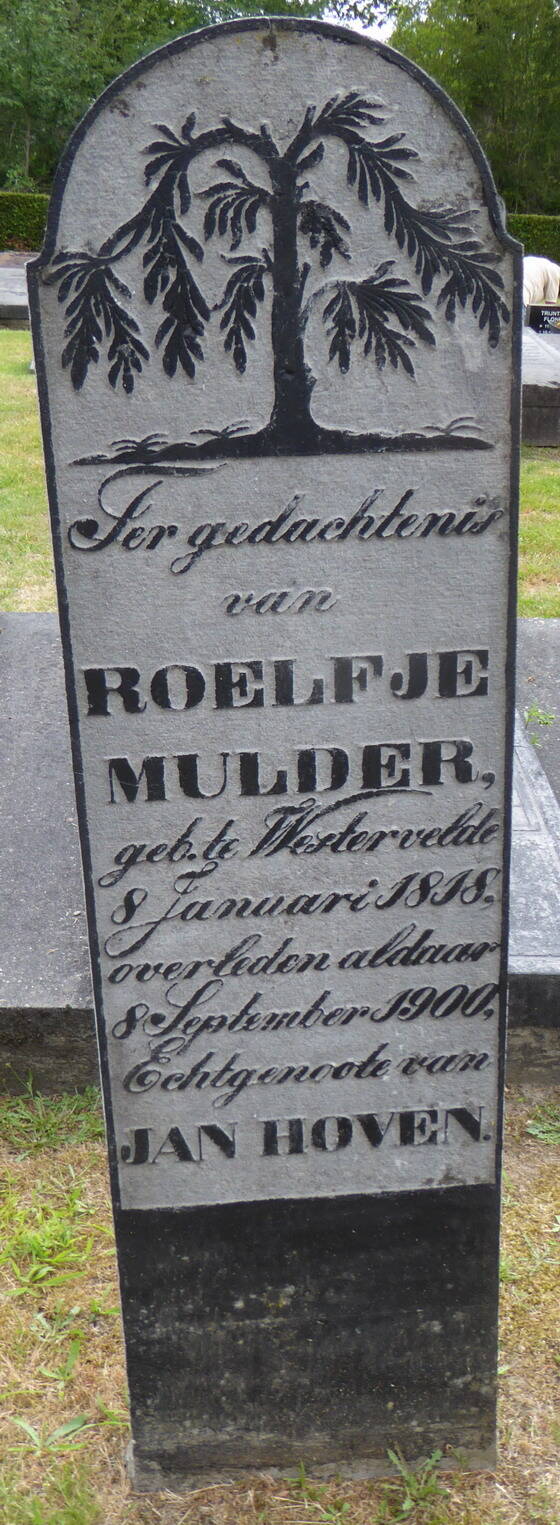 Ter gedachtenis
van
ROELFJE
MULDER,
geb. te Westervelde
8 Januari 1818,
overleden aldaar
8 September 1900,
Echtgenoote van
JAN HOVEN.